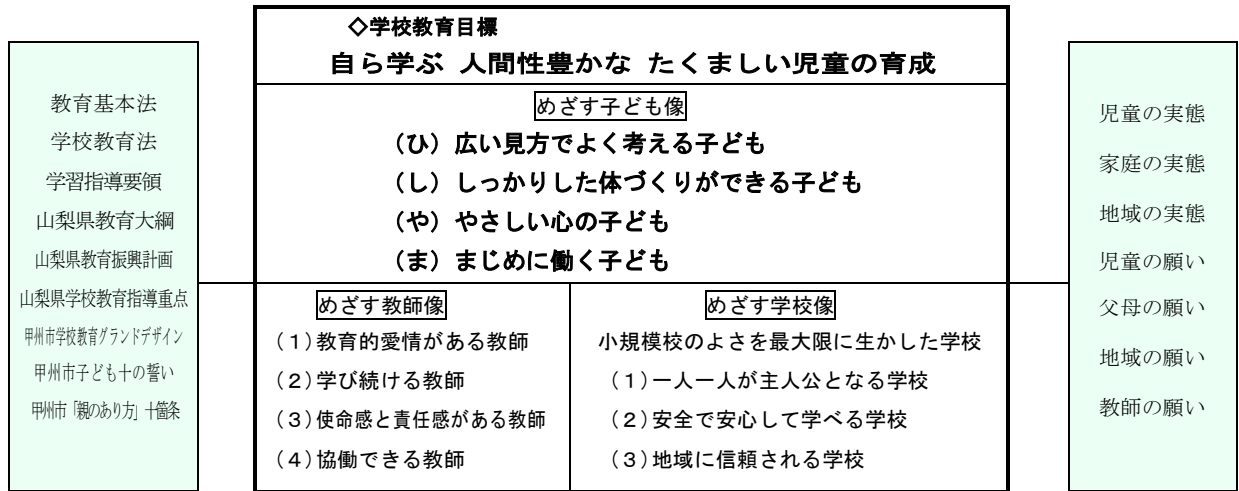 ◇学校教育目標
自ら学ぶ 人間性豊かな たくましい児童の育成
教育基本法
学校教育法
学習指導要領
山梨県教育大綱
山梨県教育振興計画
山梨県学校教育指導重点
甲州市学校教育グランドデザイン
甲州市子ども十の誓い
甲州市「親のあり方」十箇条
めざす子ども像
（ひ）広い見方でよく考える子ども
（し）しっかりした体づくりができる子ども
（や）やさしい心の子ども
（ま）まじめに働く子ども
めざす教師像
（１）教育的愛情がある教師
（２）学び続ける教師
（３）使命感と責任感がある教師
（４）協働できる教師
めざす学校像
小規模校のよさを最大限に生かした学校
（１）一人一人が主人公となる学校
（２）安全で安心して学べる学校
（３）地域に信頼される学校
児童の実態
家庭の実態
地域の実態
児童の願い
父母の願い
地域の願い
教師の願い